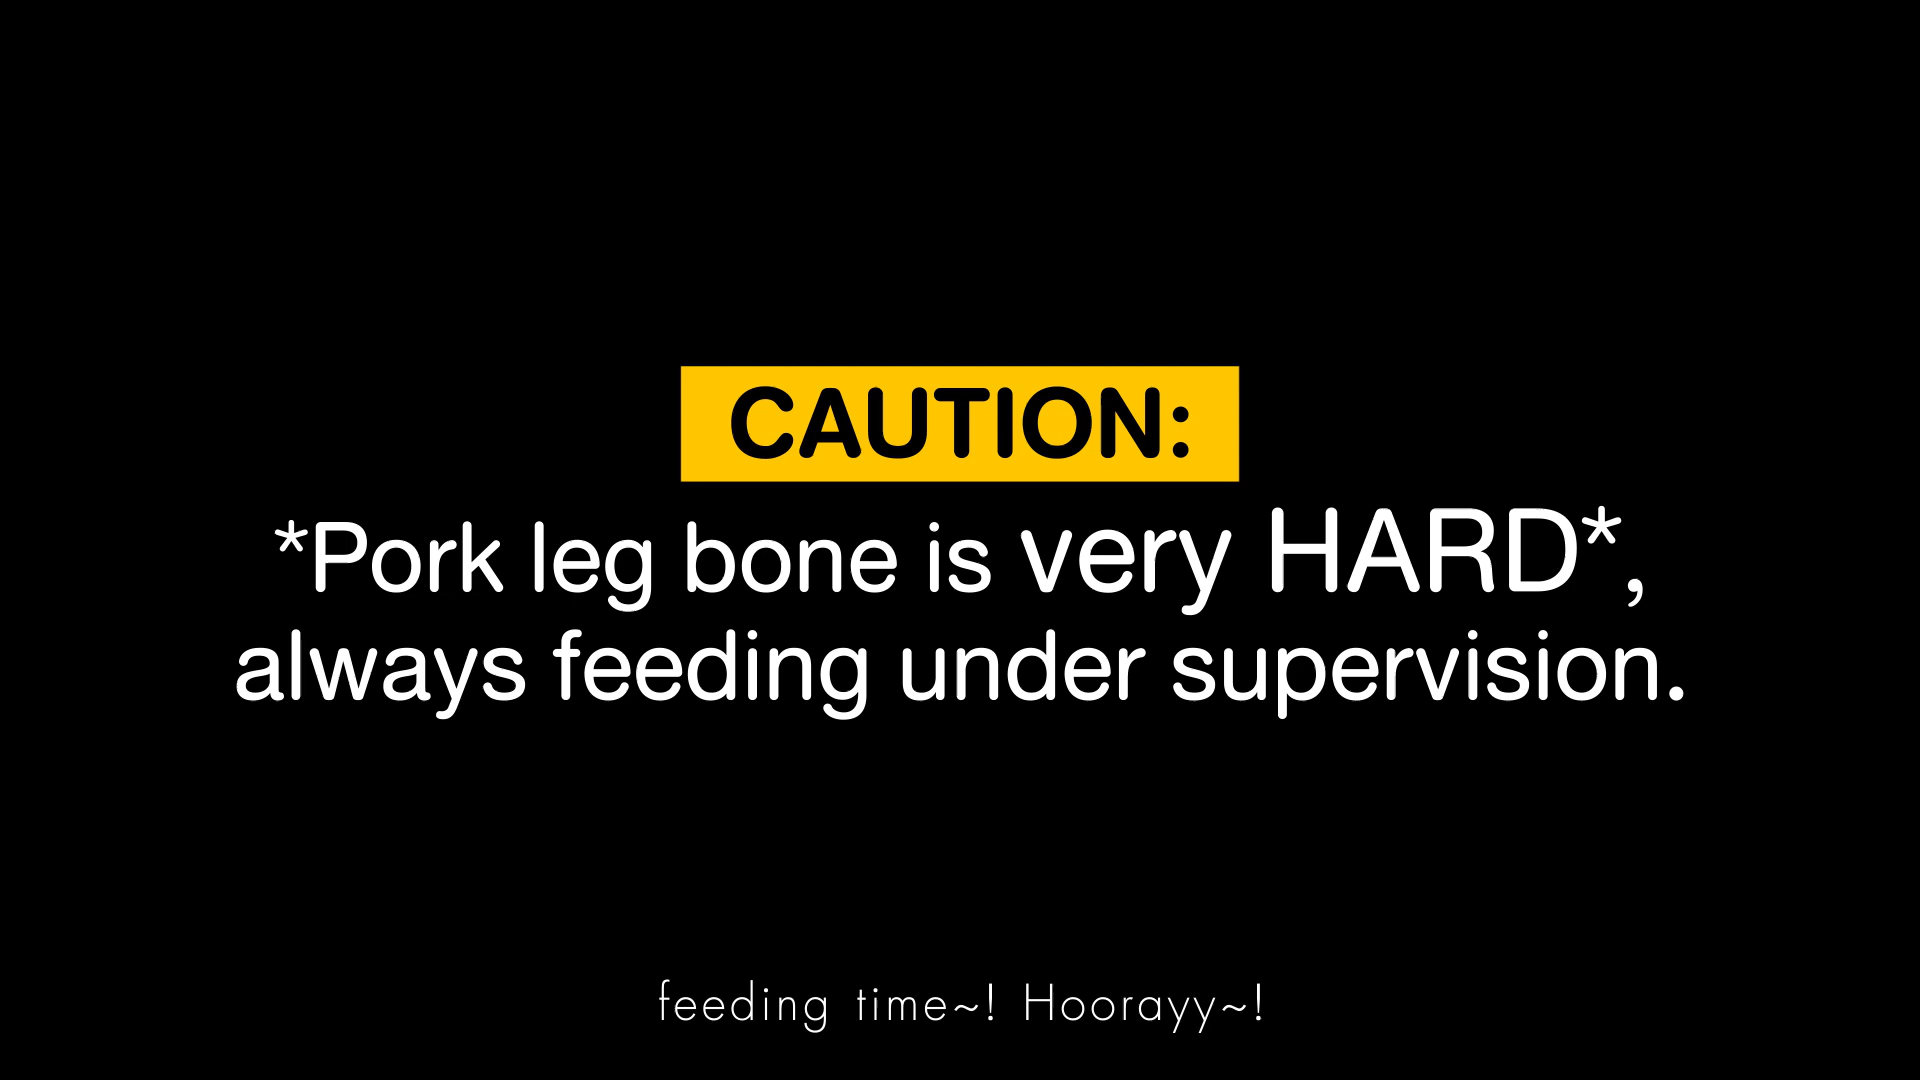 CAUTION:
*Pork leg bone is very HARD*,
always feeding under supervision.
feeding time~! Hoorayy~!